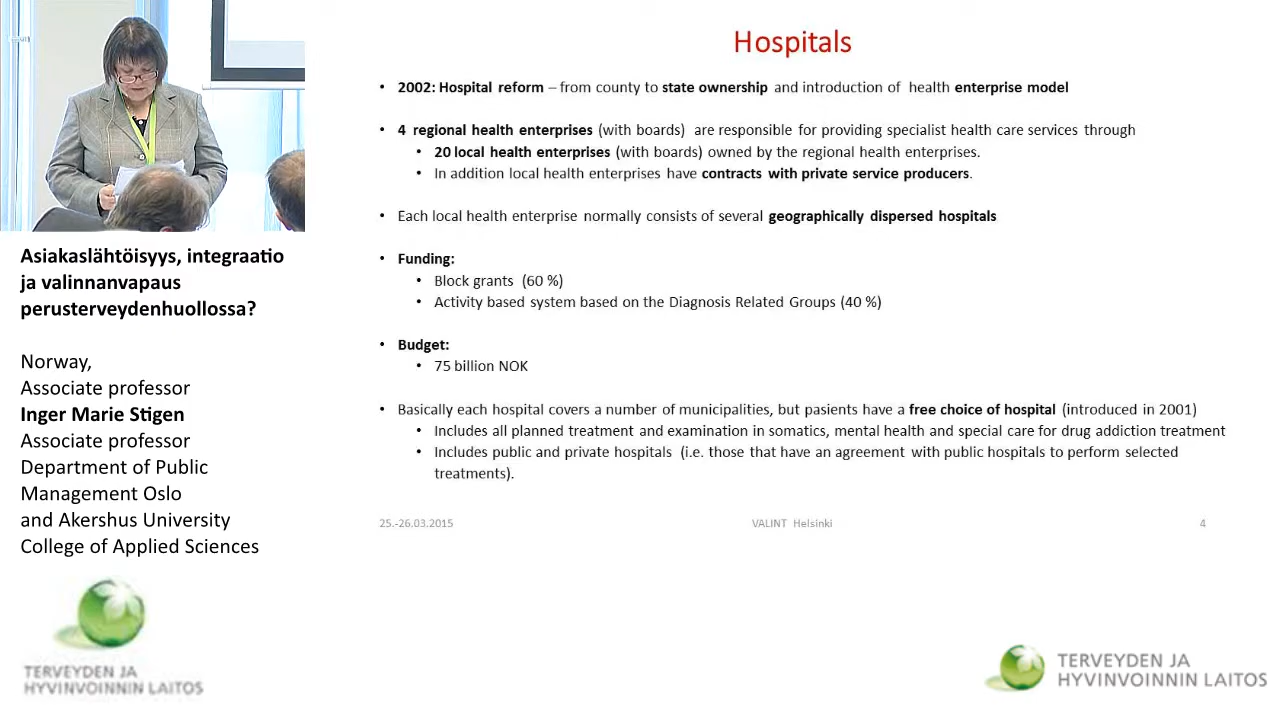 Hospitals
• 2002: Hospital reform – from county to state ownership and introduction of health enterprise model
• 4 regional health enterprises (with boards) are responsible for providing specialist health care services through
• 20 local health enterprises (with boards) owned by the regional health enterprises.
• In addition local health enterprises have contracts with private service producers.
• Each local health enterprise normally consists of several geographically dispersed hospitals
• Funding:
• Block grants (60 %)
• Activity based system based on the Diagnosis Related Groups (40 %)
• Budget:
• 75 billion NOK
• Basically each hospital covers a number of municipalities, but pasients have a free choice of hospital (introduced in 2001)
• Includes all planned treatment and examination in somatics, mental health and special care for drug addiction treatment
• Includes public and private hospitals (i.e. those that have an agreement with public hospitals to perform selected
treatments).
25.-26.03.2015
VALINT Helsinki
4
Asiakaslähtöisyys, integraatio
ja valinnanvapaus
perusterveydenhuollossa?
Norway,
Associate professor
Inger Marie Stigen
Associate professor
Department of Public
Management Oslo
and Akershus University
College of Applied Sciences
TERVEYDEN JA
HYVINVOINNIN LAITOS
TERVEYDEN JA
HYVINVOINNIN LAITOS